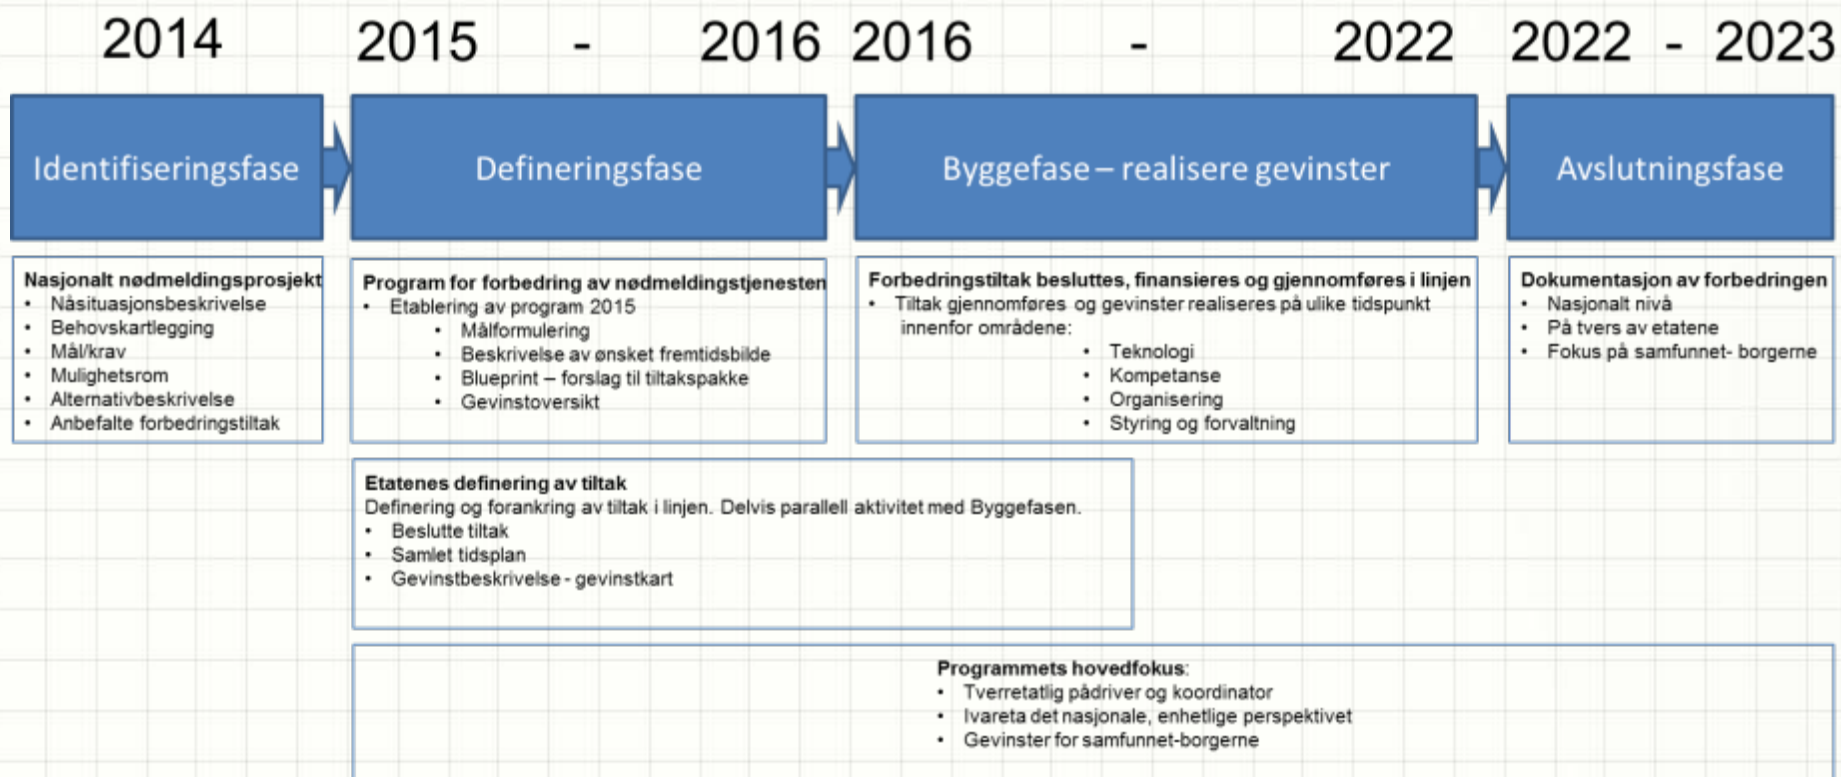 2014
2015 - 2016
2016 - 2022
2022 - 2023
Identifiseringsfase
Defineringsfase
Byggefase – realisere gevinster
Avslutningsfase
Nasjonalt nødmeldingsprosjekt
• Nåsituasjonsbeskrivelse
• Behovskartlegging
• Mål/krav
• Mulighetsrom
• Alternativbeskrivelse
• Anbefalte forbedringstiltak
Program for forbedring av nødmeldingstjenesten
• Etablering av program 2015
• Målformulering
• Beskrivelse av ønsket fremtidsbilde
• Blueprint – forslag til tiltakspakke
• Gevinstoversikt
Forbedringstiltak besluttes, finansieres og gjennomføres i linjen
• Tiltak gjennomføres og gevinster realiseres på ulike tidspunkt
innenfor områdene:
• Teknologi
• Kompetanse
• Organisering
• Styring og forvaltning
Dokumentasjon av forbedringen
• Nasjonalt nivå
• På tvers av etatene
• Fokus på samfunnet- borgerne
Etatenes definering av tiltak
Definering og forankring av tiltak i linjen. Delvis parallell aktivitet med Byggefasen.
• Beslutte tiltak
• Samlet tidsplan
• Gevinstbeskrivelse - gevinstkart
Programmets hovedfokus:
• Tverretatlig pådriver og koordinator
• Ivareta det nasjonale, enhetlige perspektivet
• Gevinster for samfunnet-borgerne